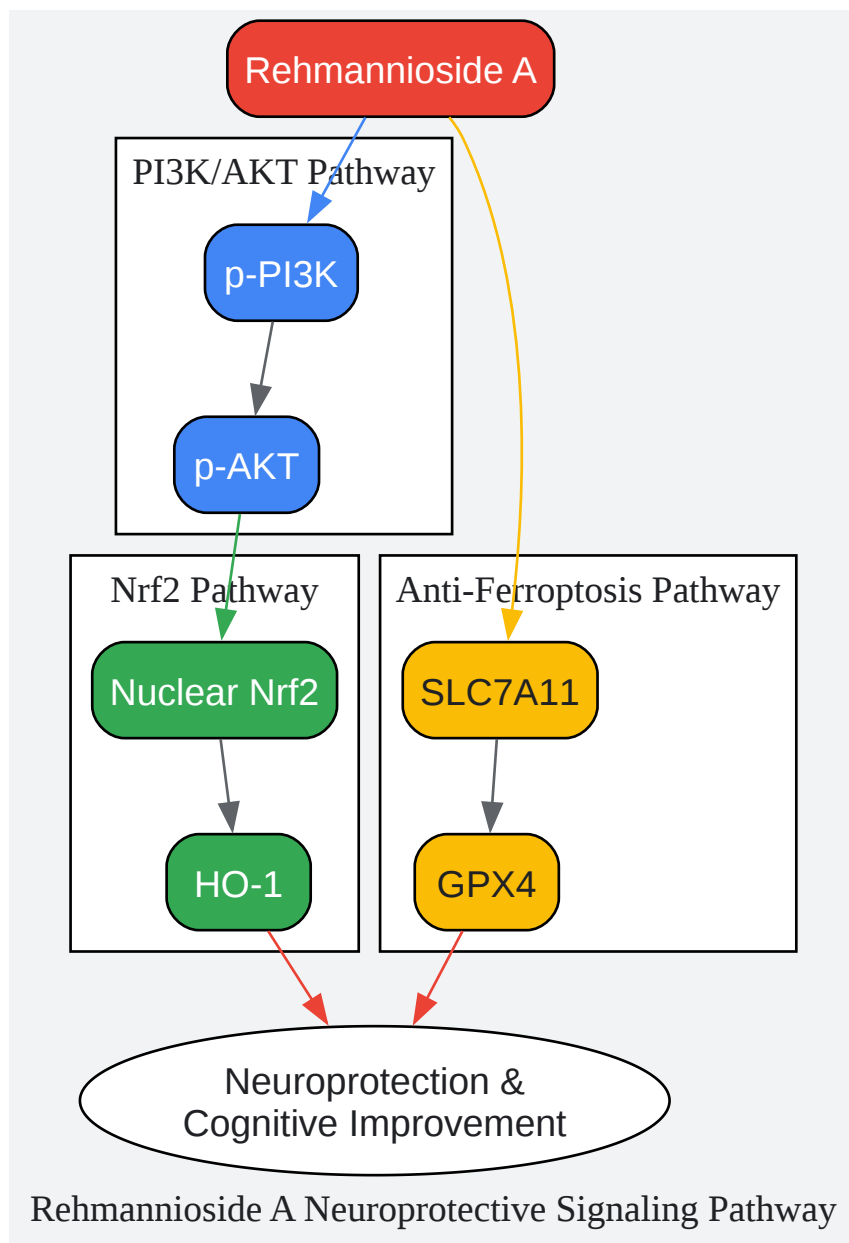 Rehmannioside A
PI3K/AKT Pathway
p-PI3K
p-AKT
Nrf2 Pathway
Nuclear Nrf2
HO-1
Anti-Ferroptosis Pathway
SLC7A11
GPX4
Neuroprotection &
Cognitive Improvement
Rehmannioside A Neuroprotective Signaling Pathway